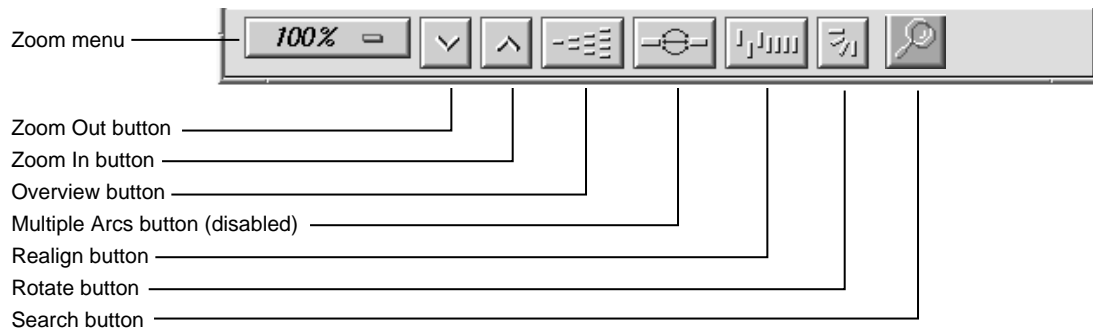 Zoom menu
100%
Zoom Out button
Zoom In button
Overview button
Multiple Arcs button (disabled)
Realign button
Rotate button
Search button